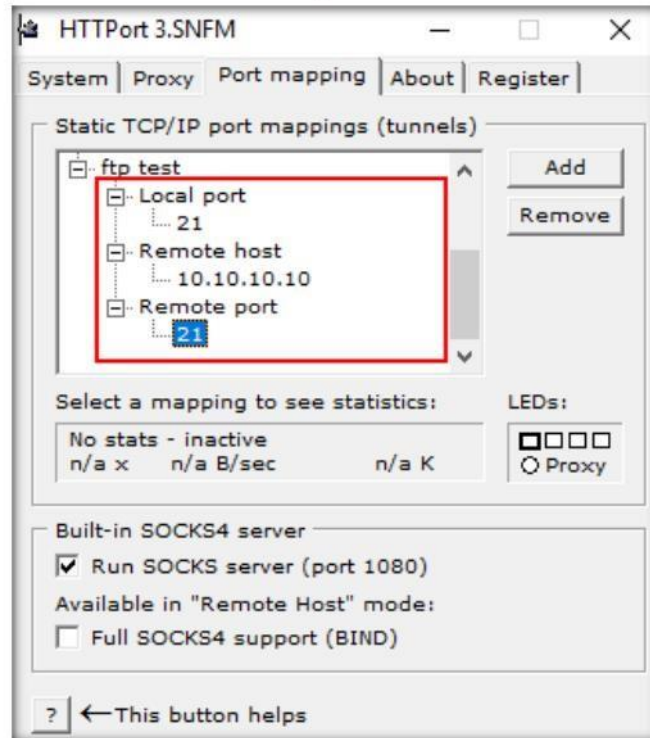 HTTPort 3.SNFM
System Proxy Port mapping About Register
Static TCP/IP port mappings (tunnels)
ftp test
Local port
21
Remote host
10.10.10.10
Remote port
21
Add
Remove
Select a mapping to see statistics:
No stats - inactive
n/a x n/a B/sec n/a K
LEDs:
Proxy
Built-in SOCKS4 server
Run SOCKS server (port 1080)
Available in "Remote Host" mode:
Full SOCKS4 support (BIND)
? ←This button helps